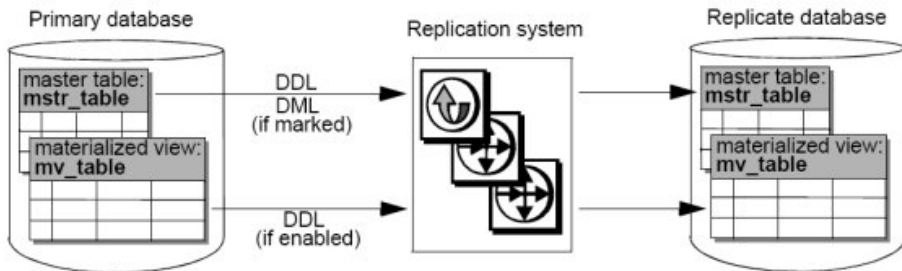 Primary database
Replication system
Replicate database
master table:
mstr_table
materialized view:
mv_table
DDL
DML
(if marked)
DDL
(if enabled)
master table:
mstr_table
materialized view:
mv_table